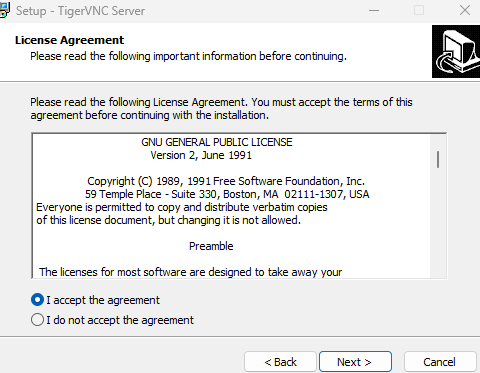 Setup - TigerVNC Server
License Agreement
Please read the following important information before continuing.
Please read the following License Agreement. You must accept the terms of this
agreement before continuing with the installation.
GNU GENERAL PUBLIC LICENSE
Version 2, June 1991
Copyright (C) 1989, 1991 Free Software Foundation, Inc.
59 Temple Place - Suite 330, Boston, MA  02111-1307, USA
Everyone is permitted to copy and distribute verbatim copies
of this license document, but changing it is not allowed.
Preamble
The licenses for most software are designed to take away your
I accept the agreement
I do not accept the agreement
< Back
Next >
Cancel